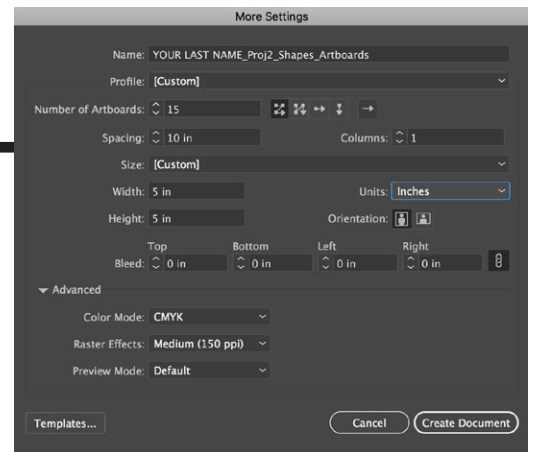 More Settings
Name: YOUR LAST NAME_Proj2_Shapes_Artboards
Profile: [Custom]
Number of Artboards: 15
Spacing: 10 in Columns: 1
Size: [Custom]
Width: 5 in Units: Inches
Height: 5 in Orientation:
Top Bottom Left Right
Bleed: 0 in 0 in 0 in 0 in
Advanced
Color Mode: CMYK
Raster Effects: Medium (150 ppi)
Preview Mode: Default
Templates... Cancel Create Document